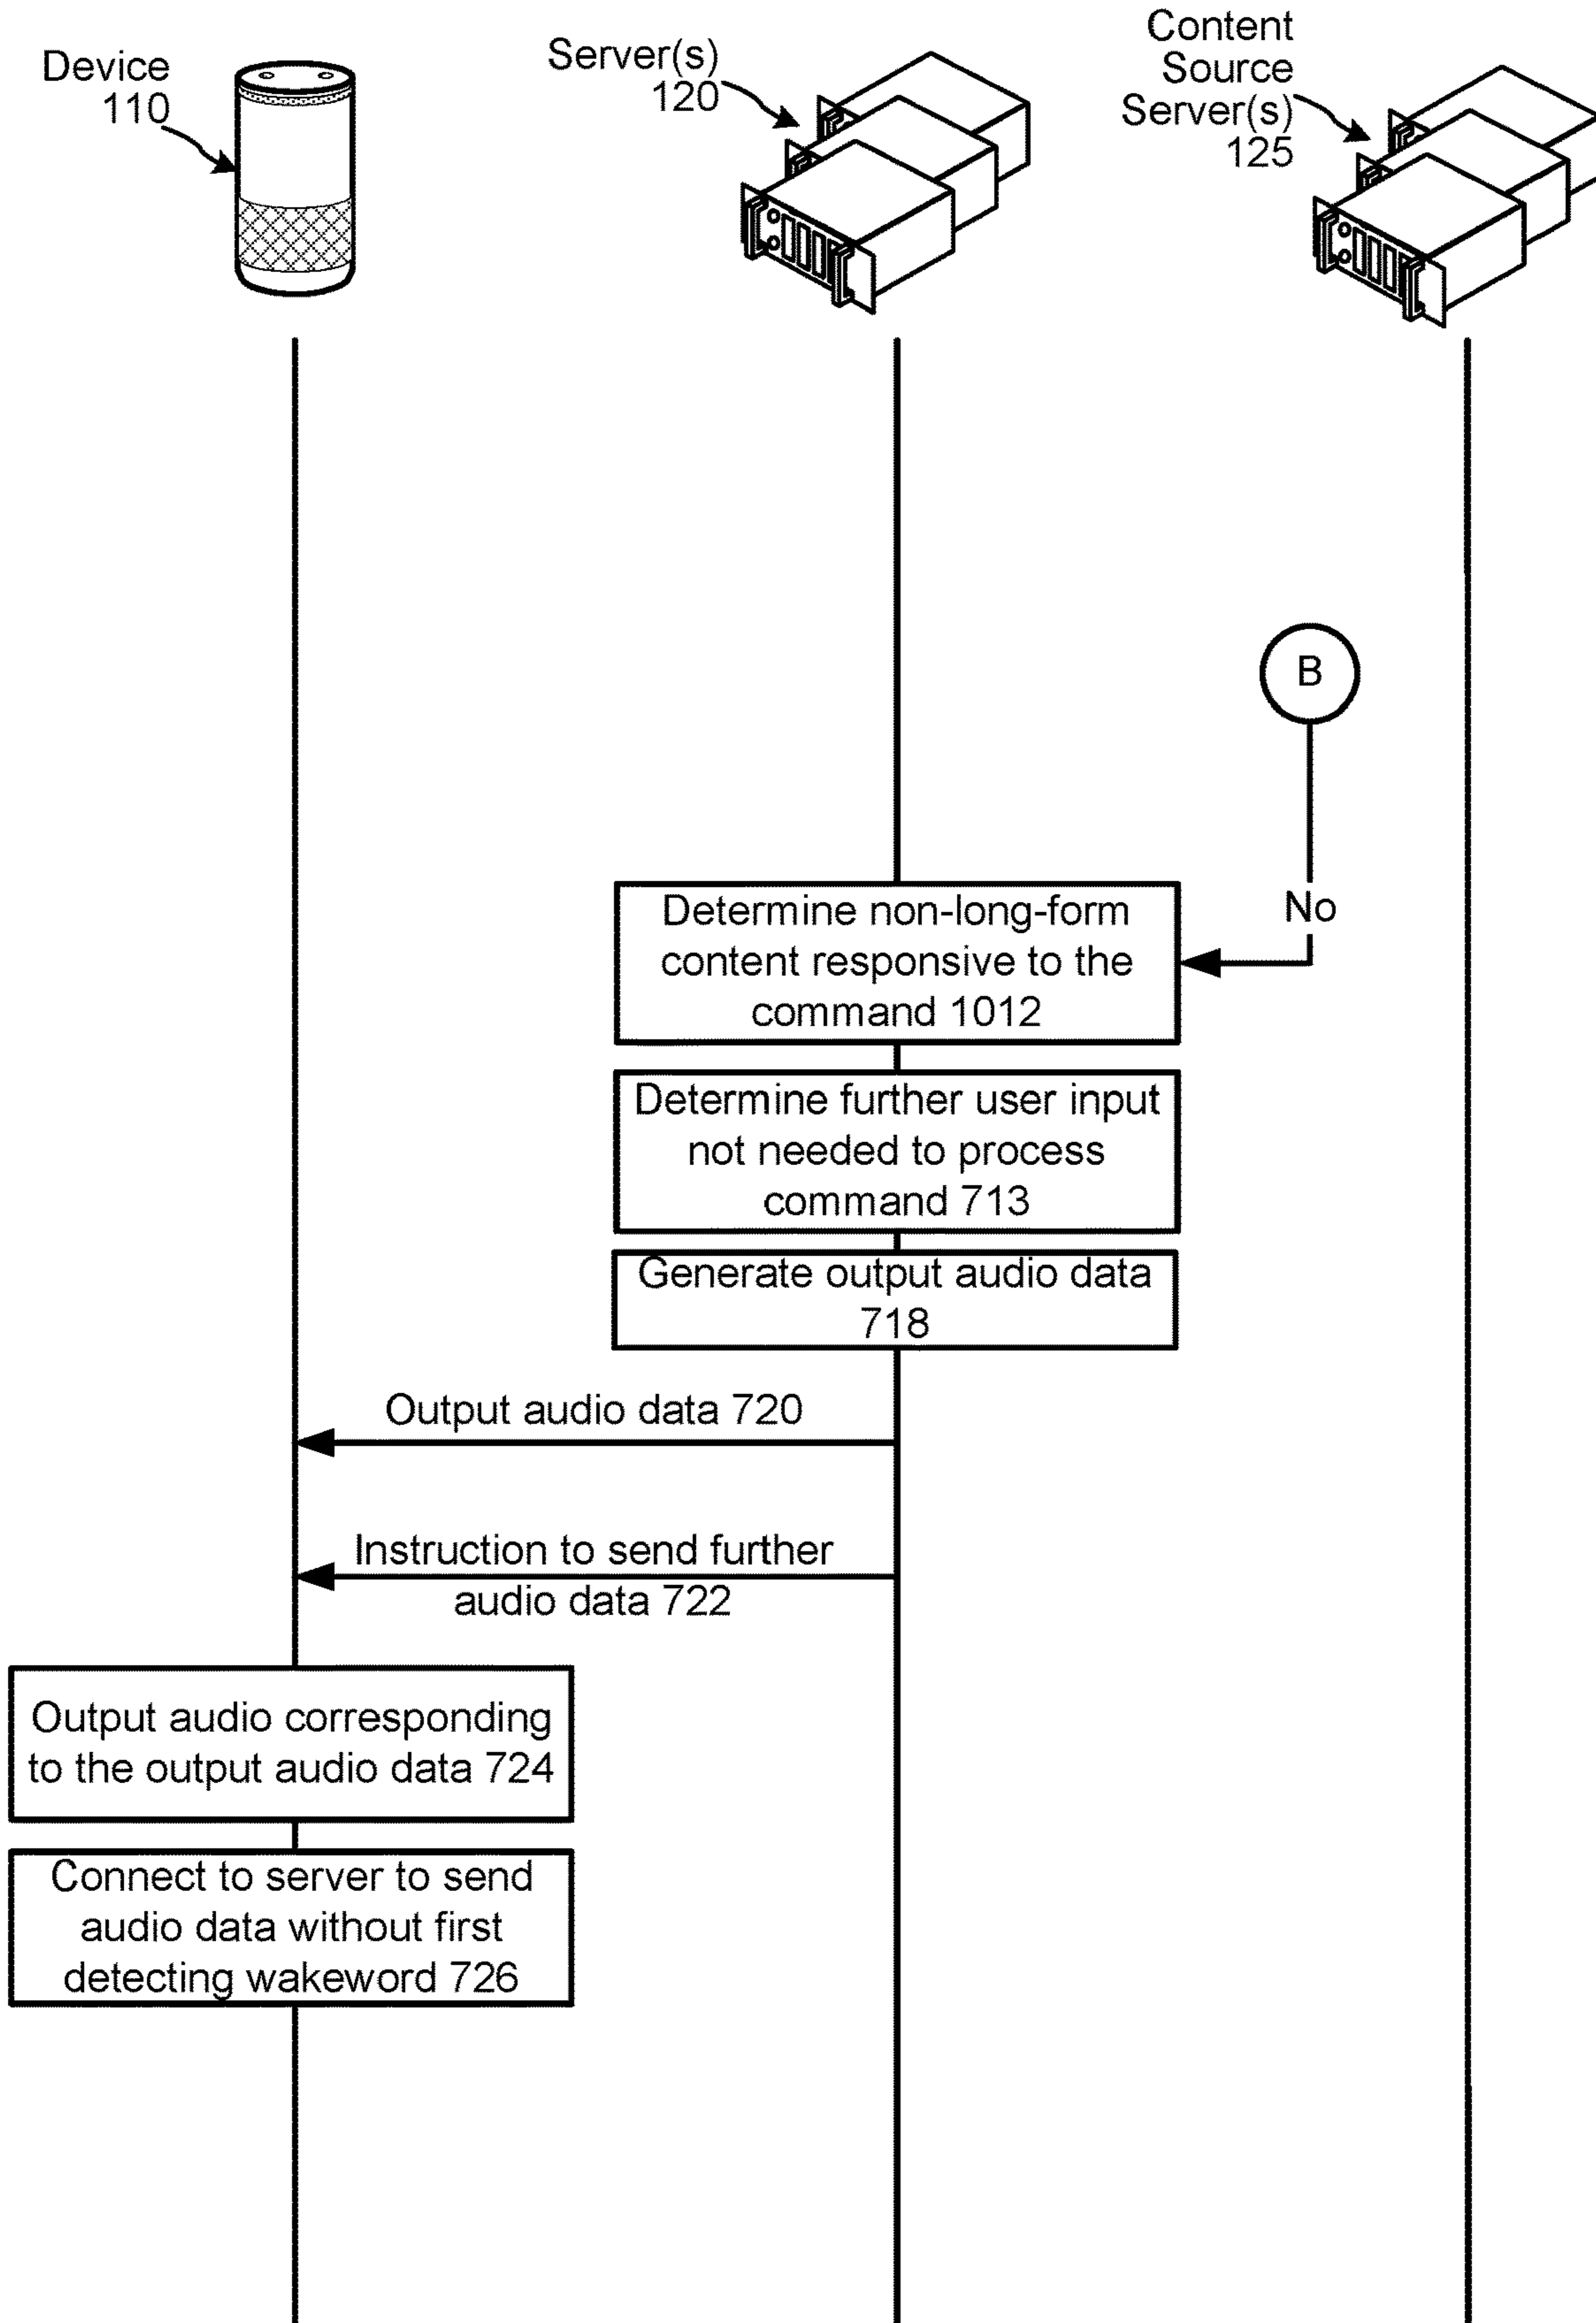 Device
110
Server(s)
120
Content
Source
Server(s)
125
B
No
Determine non-long-form
content responsive to the
command 1012
Determine further user input
not needed to process
command 713
Generate output audio data
718
Output audio data 720
Instruction to send further
audio data 722
Output audio corresponding
to the output audio data 724
Connect to server to send
audio data without first
detecting wakeword 726